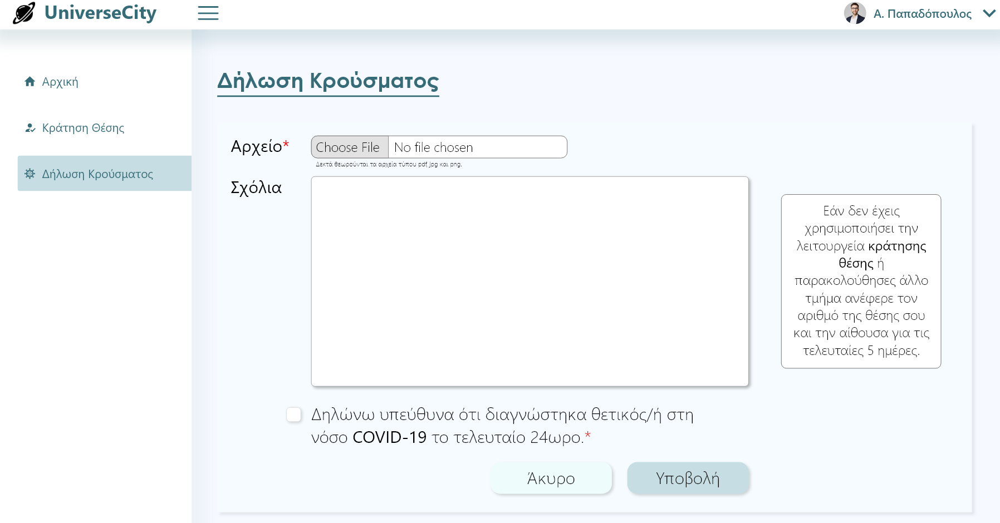 UniverseCity
Α. Παπαδόπουλος
Αρχική
Κράτηση Θέσης
Δήλωση Κρούσματος
Δήλωση Κρούσματος
Αρχείο*
Choose File
No file chosen
Δεκτά θεωρούνται τα αρχεία τύπου pdf, jpg και png.
Σχόλια
Εάν δεν έχεις
χρησιμοποιήσει την
λειτουργεία κράτησης
θέσης ή
παρακολούθησες άλλο
τμήμα ανέφερε τον
αριθμό της θέσης σου
και την αίθουσα για τις
τελευταίες 5 ημέρες.
Δηλώνω υπεύθυνα ότι διαγνώστηκα θετικός/ή στη
νόσο COVID-19 το τελευταίο 24ωρο.*
Άκυρο
Υποβολή